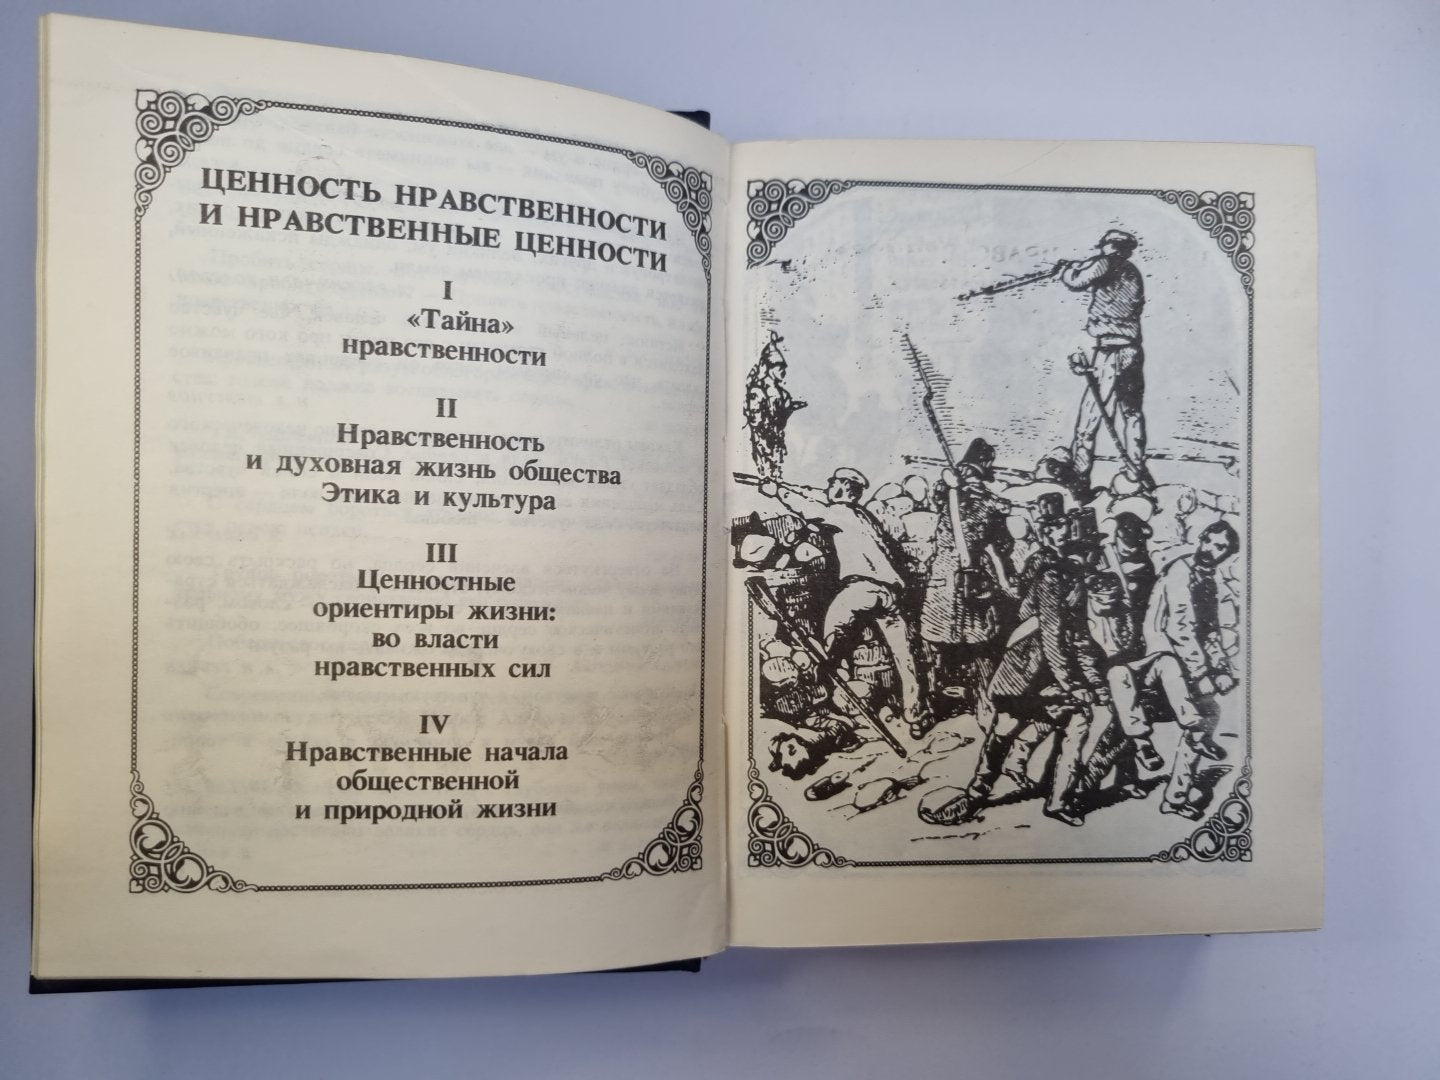 ЦЕННОСТЬ НРАВСТВЕННОСТИ
И НРАВСТВЕННЫЕ ЦЕННОСТИ
I
«Тайна»
нравственности
II
Нравственность
и духовная жизнь общества
Этика и культура
III
Ценностные
ориентиры жизни:
во власти
нравственных сил
IV
Нравственные начала
общественной
и природной жизни